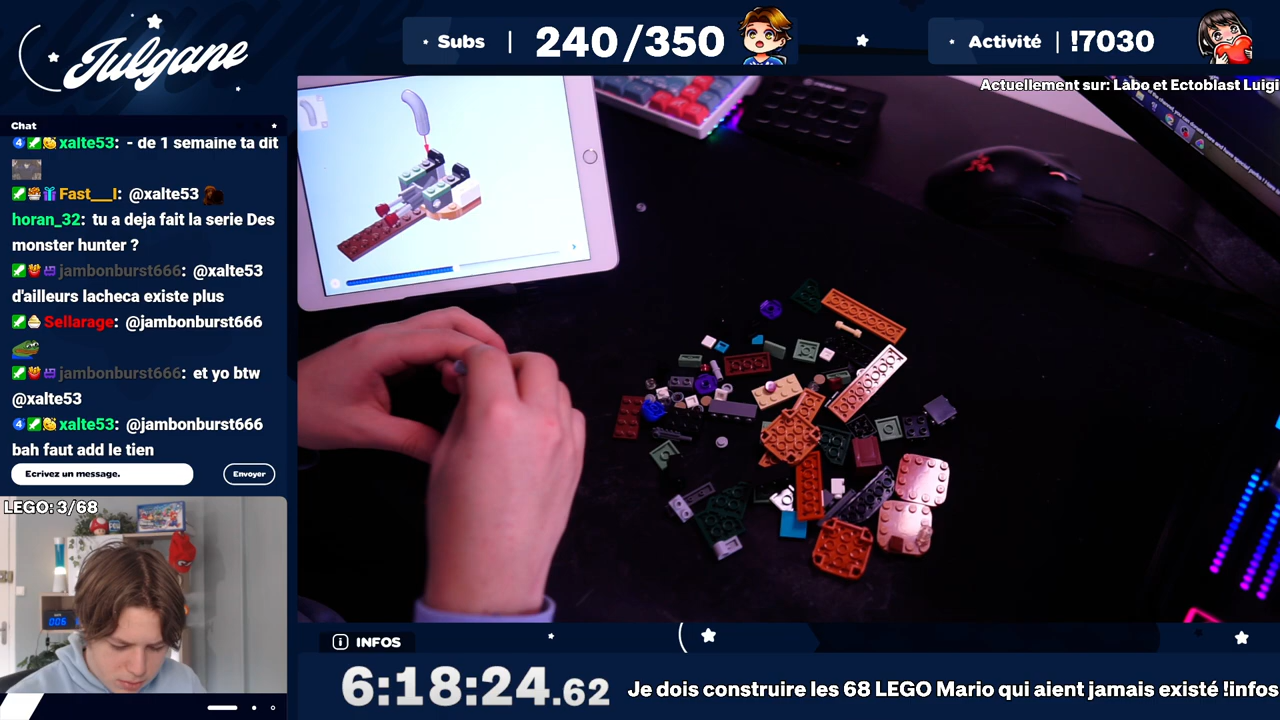 Julgane
Subs | 240/350
Activité | !7030
Actuellement sur: Labo et Ectoblast Luigi
Chat
xalte53: - de 1 semaine ta dit
Fast___I: @xalte53
horan_32: tu a deja fait la serie Des
monster hunter ?
jambonburst666: @xalte53
d'ailleurs lacheca existe plus
Sellarage: @jambonburst666
jambonburst666: et yo btw
@xalte53
xalte53: @jambonburst666
bah faut add le tien
Ecrivez un message.
Envoyer
LEGO: 3/68
INFOS
6:18:24.62
Je dois construire les 68 LEGO Mario qui aient jamais existé !infos